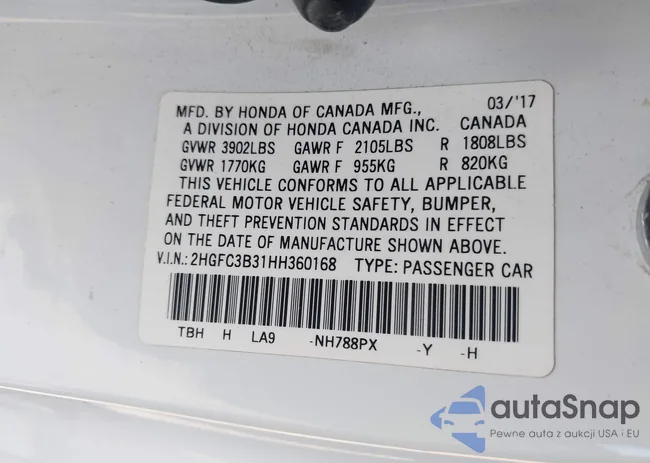 MFD. BY HONDA OF CANADA MFG., 03/'17
A DIVISION OF HONDA CANADA INC. CANADA
GVWR 3902LBS GAWR F 2105LBS R 1808LBS
GVWR 1770KG GAWR F 955KG R 820KG
THIS VEHICLE CONFORMS TO ALL APPLICABLE
FEDERAL MOTOR VEHICLE SAFETY, BUMPER,
AND THEFT PREVENTION STANDARDS IN EFFECT
ON THE DATE OF MANUFACTURE SHOWN ABOVE.
V.I.N.: 2HGFC3B31HH360168 TYPE: PASSENGER CAR
TBH H LA9 -NH788PX -Y -H
autaSnap
Pewne auta z aukcji USA i EU